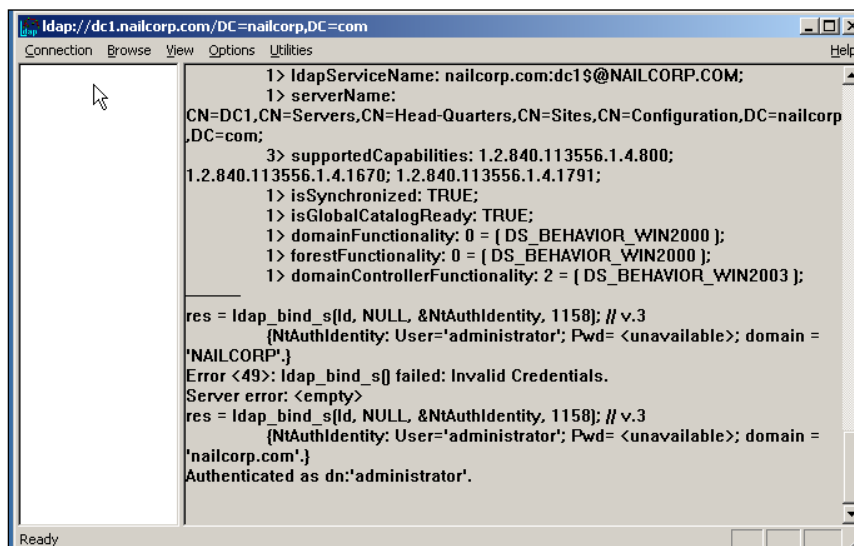 ldap://dc1.nailcorp.com/DC=nailcorp,DC=com
Connection Browse View Options Utilities Help
1> ldapServiceName: nailcorp.com:dc1$@NAILCORP.COM;
1> serverName:
CN=DC1,CN=Servers,CN=Head-Quarters,CN=Sites,CN=Configuration,DC=nailcorp
,DC=com;
3> supportedCapabilities: 1.2.840.113556.1.4.800;
1.2.840.113556.1.4.1670; 1.2.840.113556.1.4.1791;
1> isSynchronized: TRUE;
1> isGlobalCatalogReady: TRUE;
1> domainFunctionality: 0 = ( DS_BEHAVIOR_WIN2000 );
1> forestFunctionality: 0 = ( DS_BEHAVIOR_WIN2000 );
1> domainControllerFunctionality: 2 = ( DS_BEHAVIOR_WIN2003 );
-----------
res = ldap_bind_s(ld, NULL, &NtAuthIdentity, 1158); // v.3
{NtAuthIdentity: User='administrator'; Pwd= <unavailable>; domain =
'NAILCORP'.}
Error <49>: ldap_bind_s() failed: Invalid Credentials.
Server error: <empty>
res = ldap_bind_s(ld, NULL, &NtAuthIdentity, 1158); // v.3
{NtAuthIdentity: User='administrator'; Pwd= <unavailable>; domain =
'nailcorp.com'.}
Authenticated as dn:'administrator'.
Ready